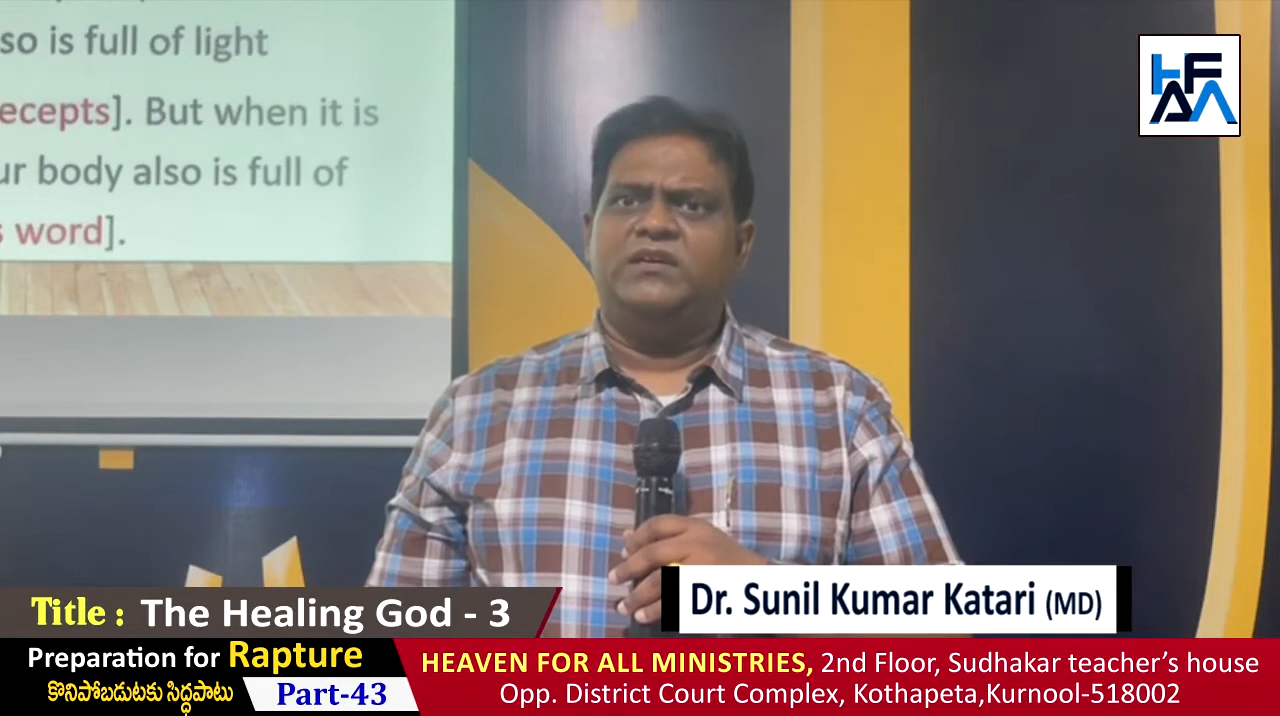 so is full of light
ecepts]. But when it is
ur body also is full of
s word].
HFAM
Title : The Healing God - 3
Dr. Sunil Kumar Katari (MD)
Preparation for Rapture
కొనిపోబడుటకు సిద్ధపాటు
Part-43
HEAVEN FOR ALL MINISTRIES, 2nd Floor, Sudhakar teacher's house
Opp. District Court Complex, Kothapeta,Kurnool-518002